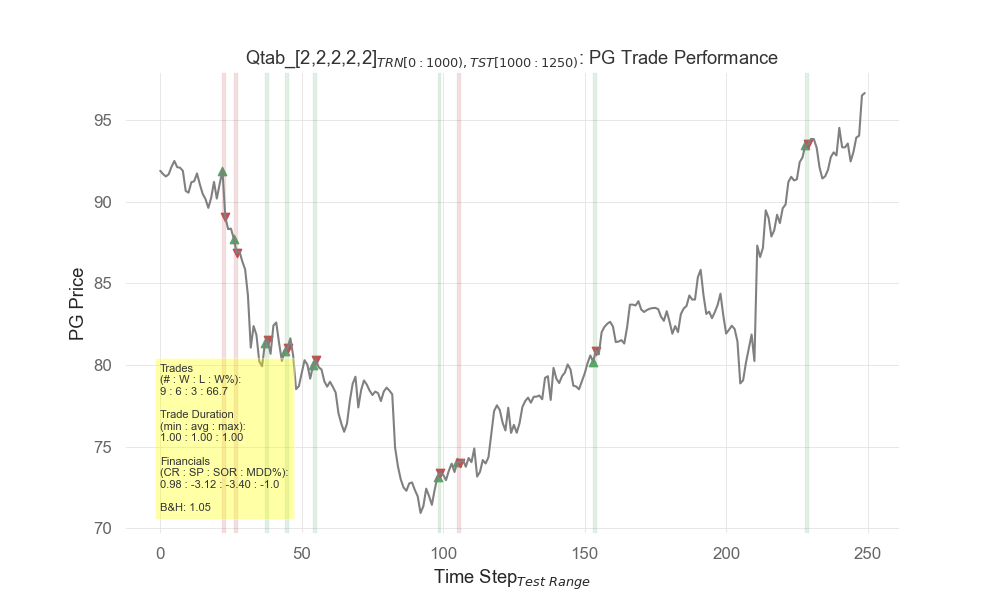 Qtab_[2,2,2,2,2]TRN[0 : 1000), TST[1000 : 1250): PG Trade Performance
PG Price
95
90
85
80
75
70
Trades
(# : W : L : W%):
9 : 6 : 3 : 66.7
Trade Duration
(min : avg : max):
1.00 : 1.00 : 1.00
Financials
(CR : SP : SOR : MDD%):
0.98 : -3.12 : -3.40 : -1.0
B&H: 1.05
0 50 100 150 200 250
Time StepTest Range